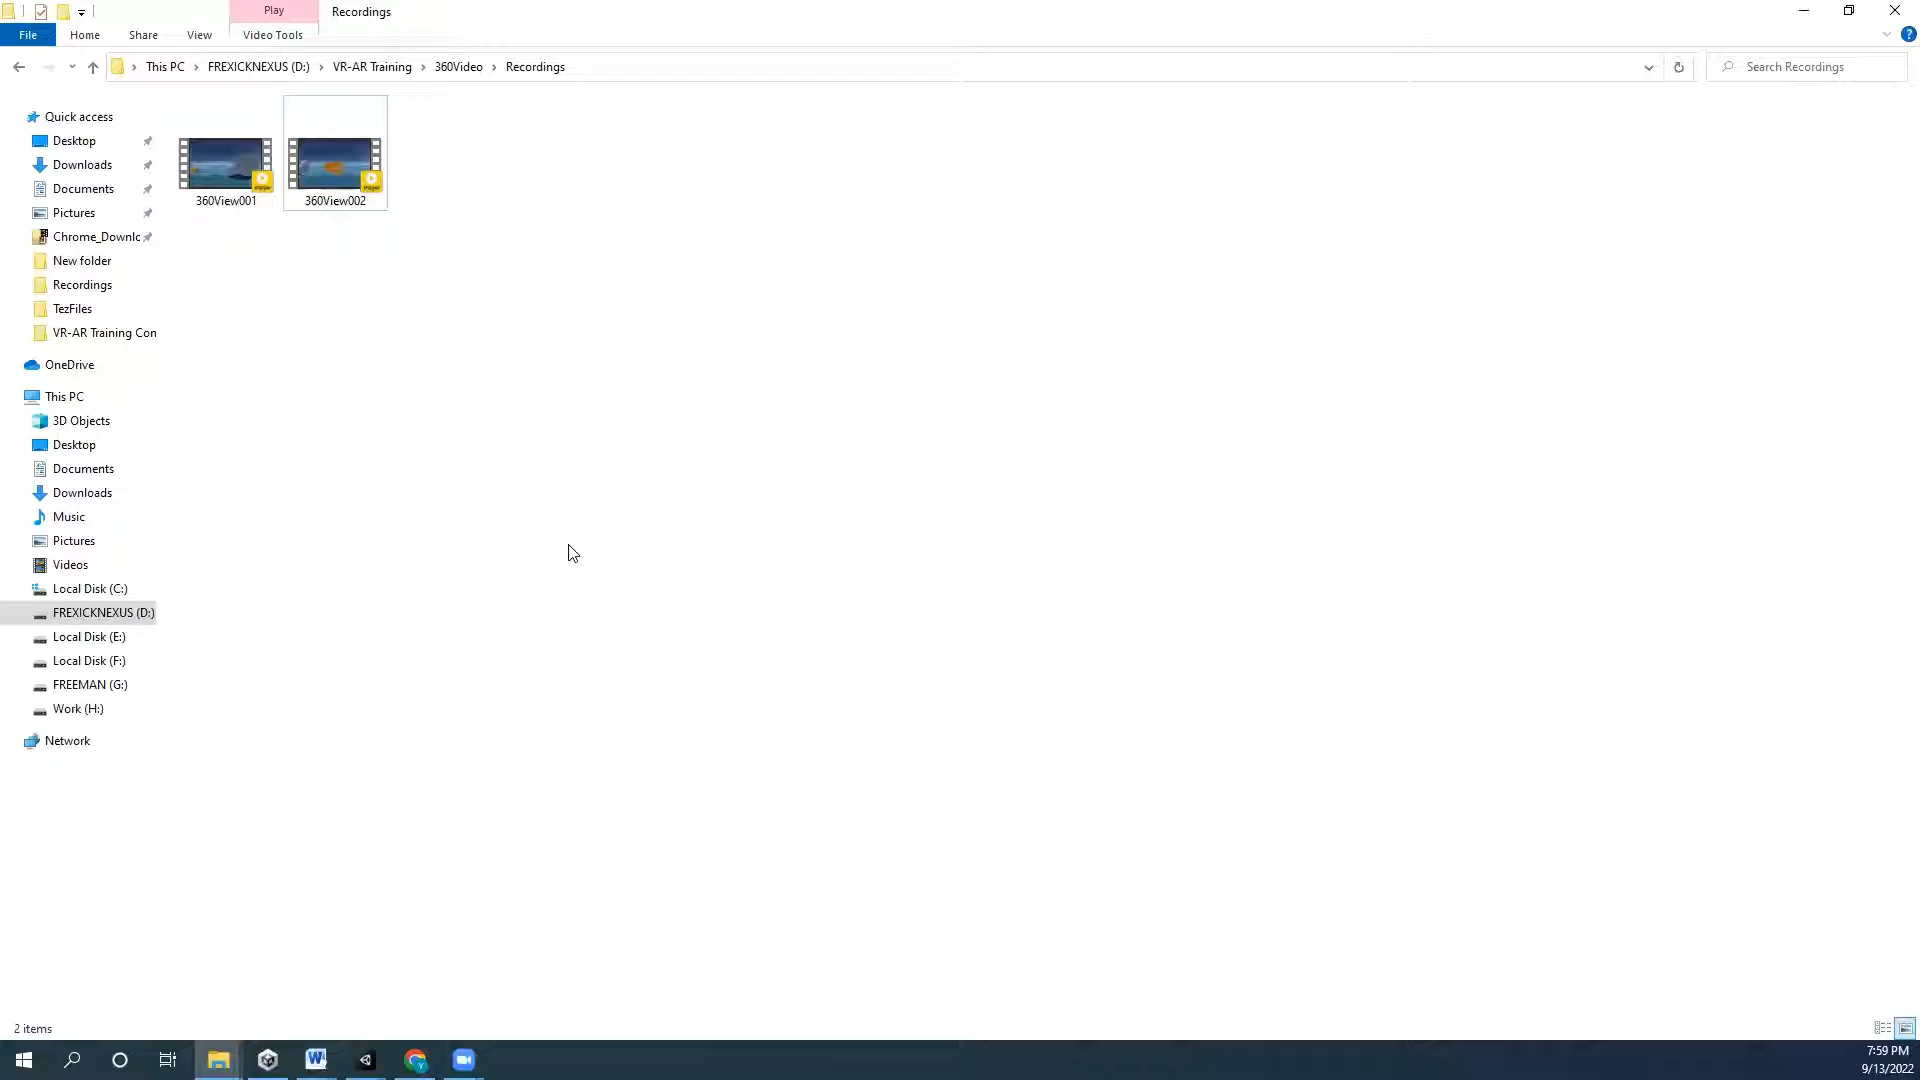 Play
Recordings
File
Home
Share
View
Video Tools
This PC
FREXICKNEXUS (D:)
VR-AR Training
360Video
Recordings
Search Recordings
Quick access
Desktop
Downloads
Documents
Pictures
Chrome_Downlc
New folder
Recordings
TezFiles
VR-AR Training Con
OneDrive
This PC
3D Objects
Desktop
Documents
Downloads
Music
Pictures
Videos
Local Disk (C:)
FREXICKNEXUS (D:)
Local Disk (E:)
Local Disk (F:)
FREEMAN (G:)
Work (H:)
Network
360View001
360View002
2 items
7:59 PM
9/13/2022